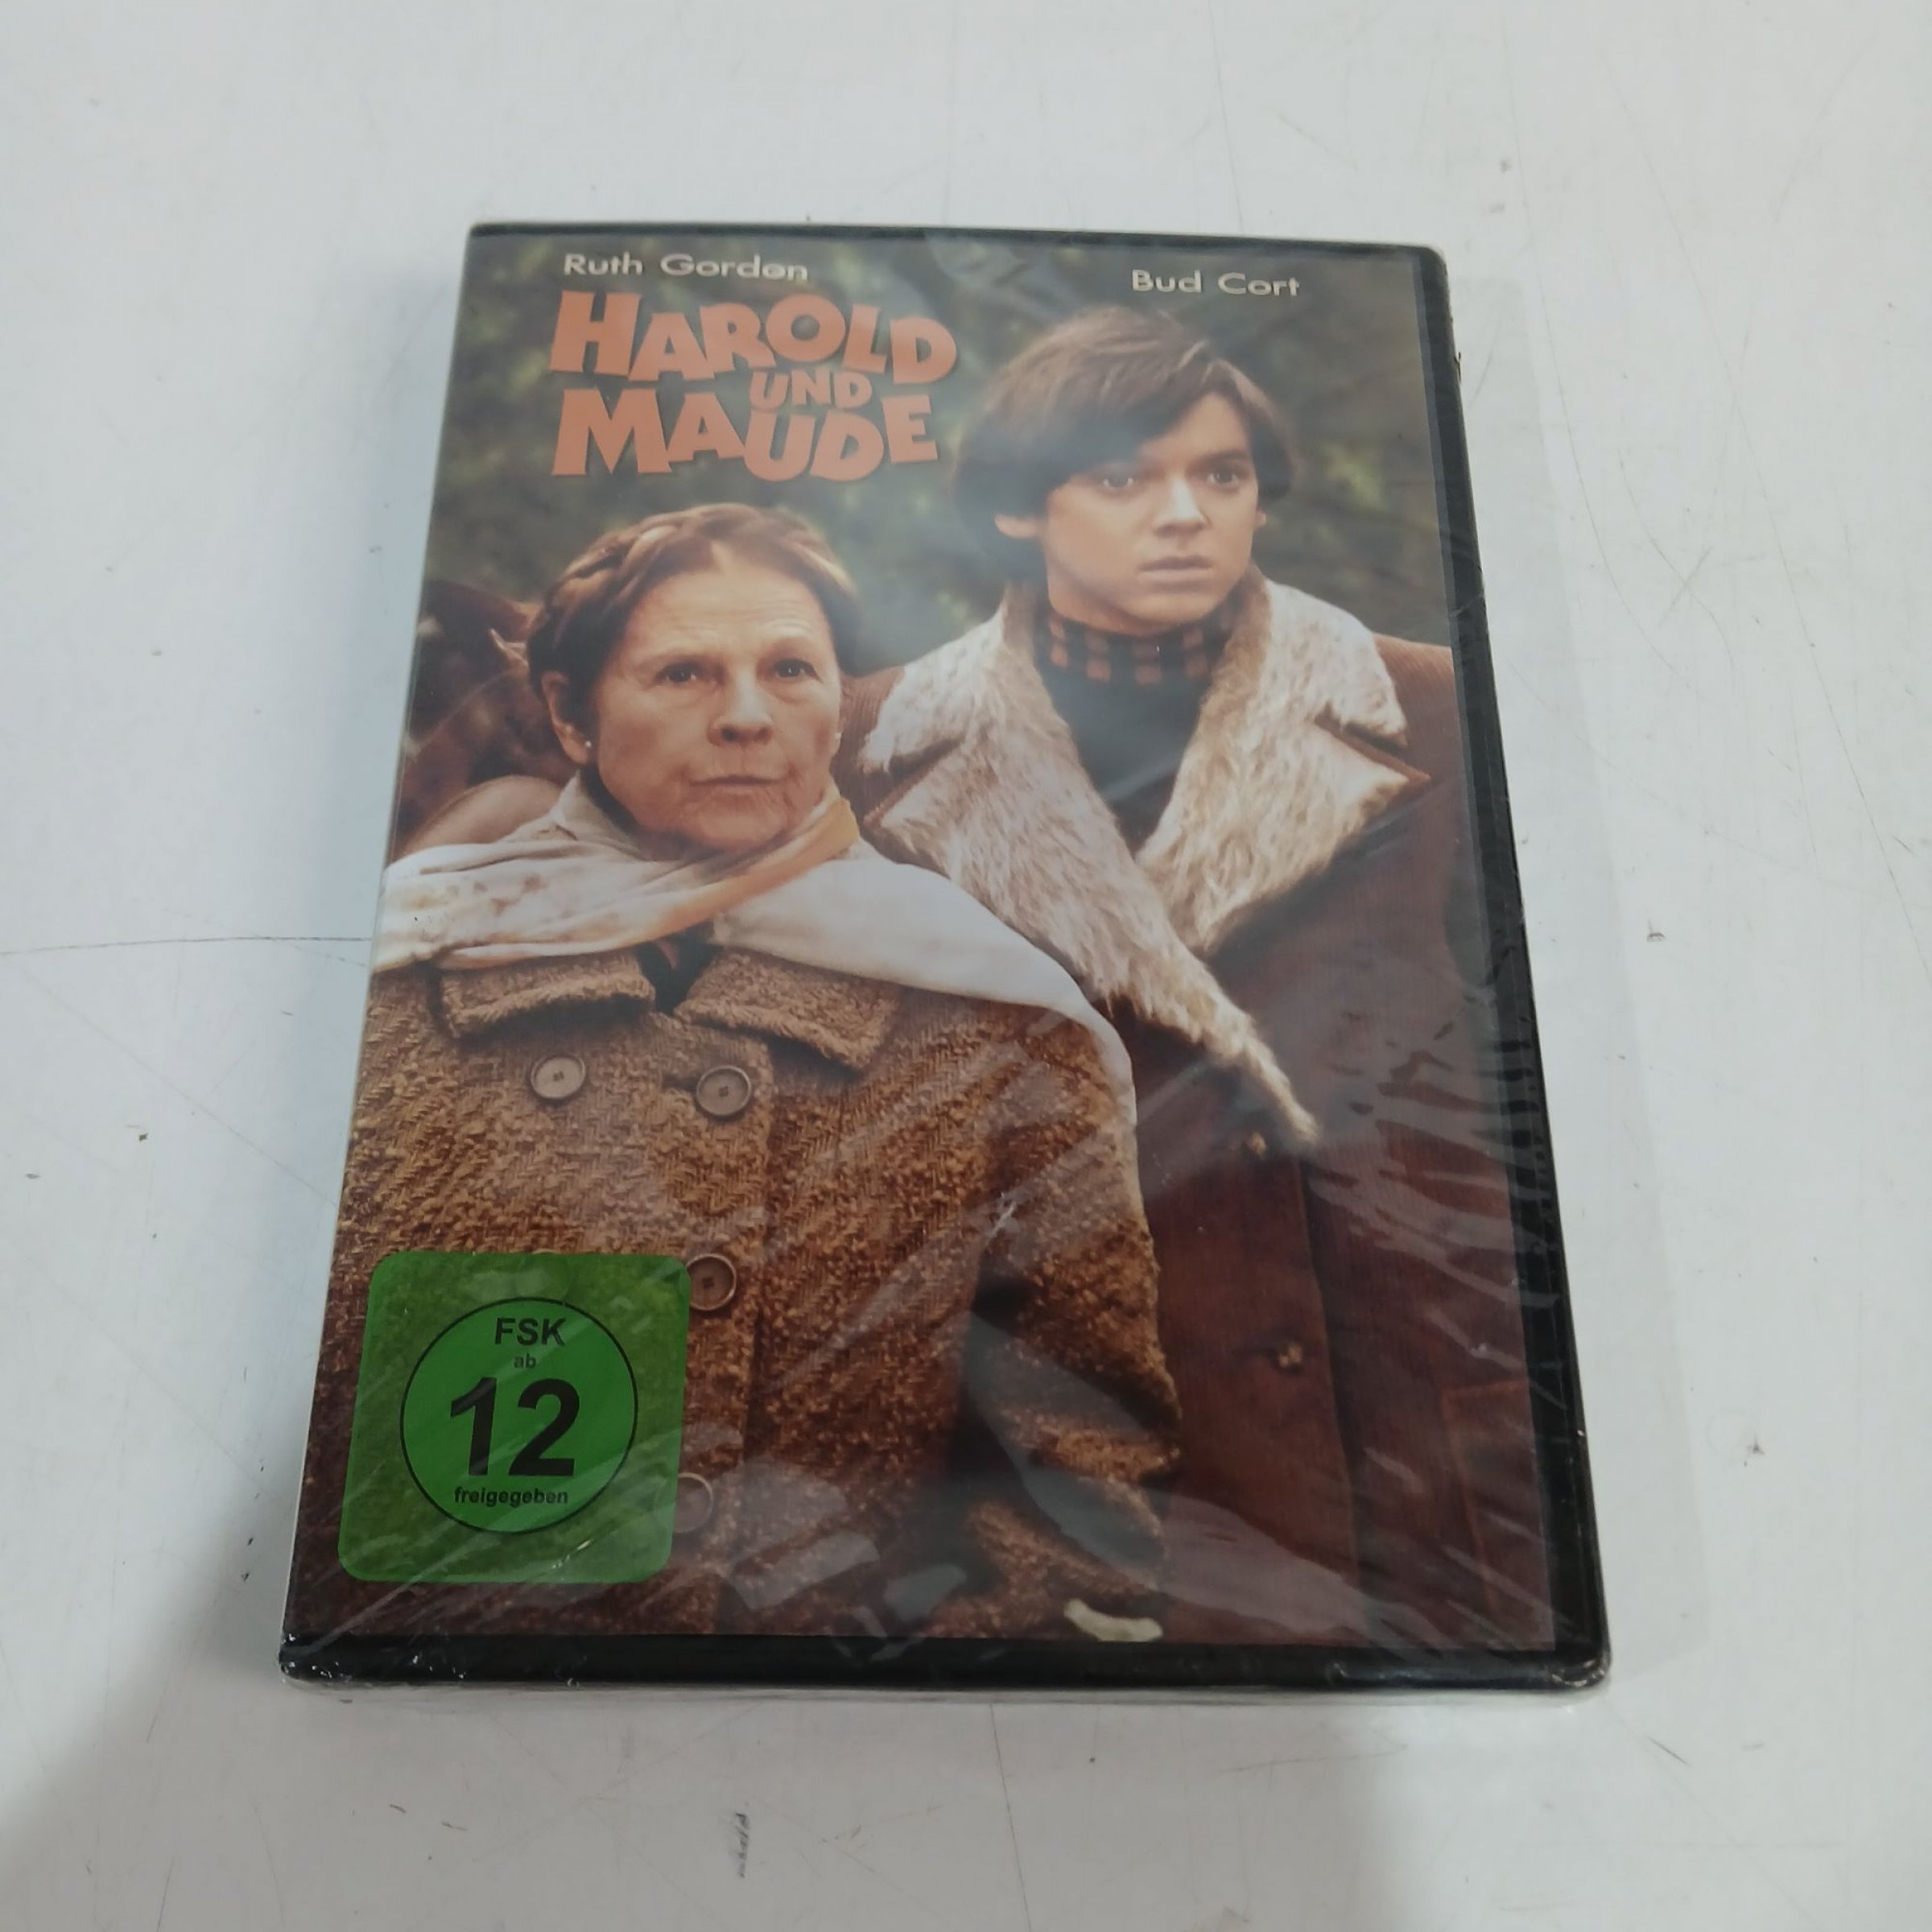 Ruth Gordon
Bud Cort
HAROLD
UND
MAUDE
FSK
ab
12
freigegeben